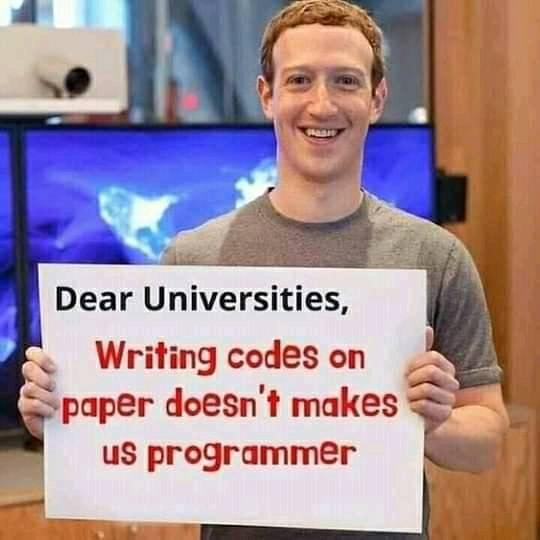 Dear Universities,
Writing codes on
paper doesn't makes
us programmer